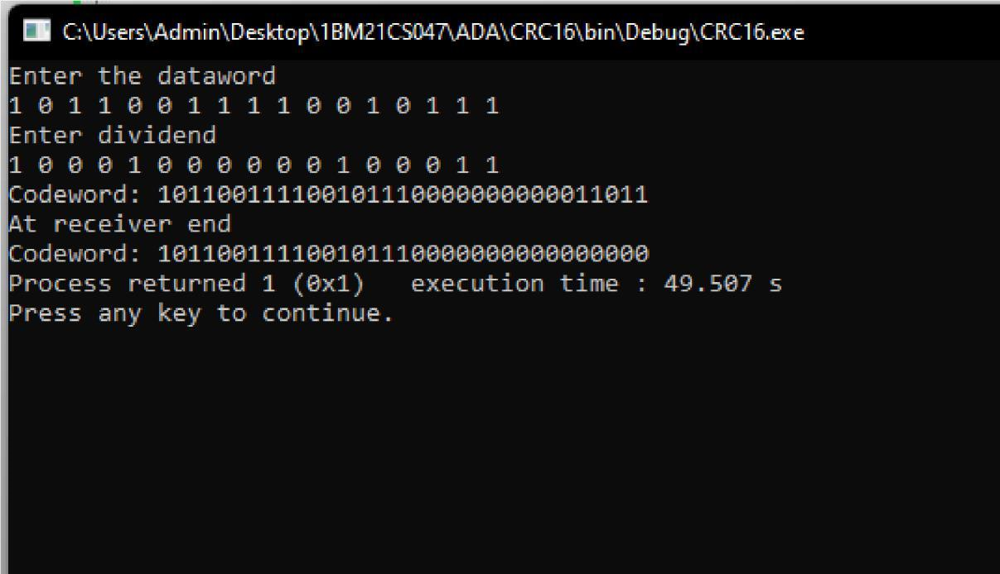 C:\Users\Admin\Desktop\1BM21CS047\ADA\CRC16\bin\Debug\CRC16.exe
Enter the dataword
1 0 1 1 0 0 1 1 1 1 0 0 1 0 1 1 1
Enter dividend
1 0 0 0 1 0 0 0 0 0 0 1 0 0 0 1 1
Codeword: 101100111100101110000000000011011
At receiver end
Codeword: 101100111100101110000000000000000
Process returned 1 (0x1)   execution time : 49.507 s
Press any key to continue.